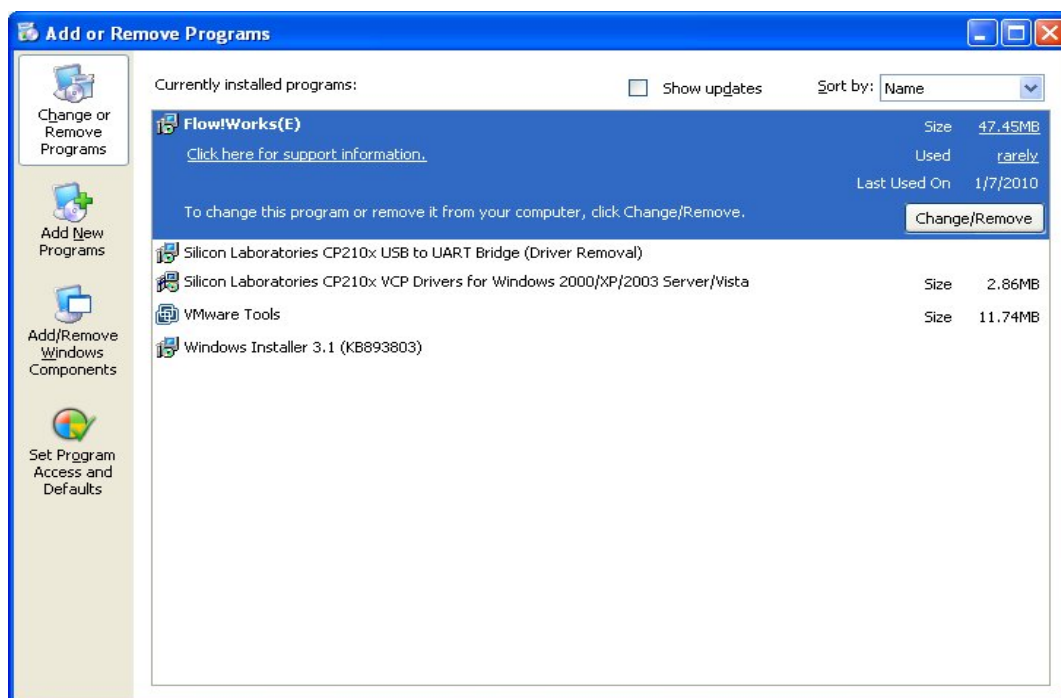 Add or Remove Programs
Change or
Remove
Programs
Add New
Programs
Add/Remove
Windows
Components
Set Program
Access and
Defaults
Currently installed programs:
Show updates
Sort by: Name
Flow!Works(E)
Size 47.45MB
Click here for support information.
Used rarely
Last Used On 1/7/2010
To change this program or remove it from your computer, click Change/Remove.
Change/Remove
Silicon Laboratories CP210x USB to UART Bridge (Driver Removal)
Silicon Laboratories CP210x VCP Drivers for Windows 2000/XP/2003 Server/Vista
Size 2.86MB
VMware Tools
Size 11.74MB
Windows Installer 3.1 (KB893803)